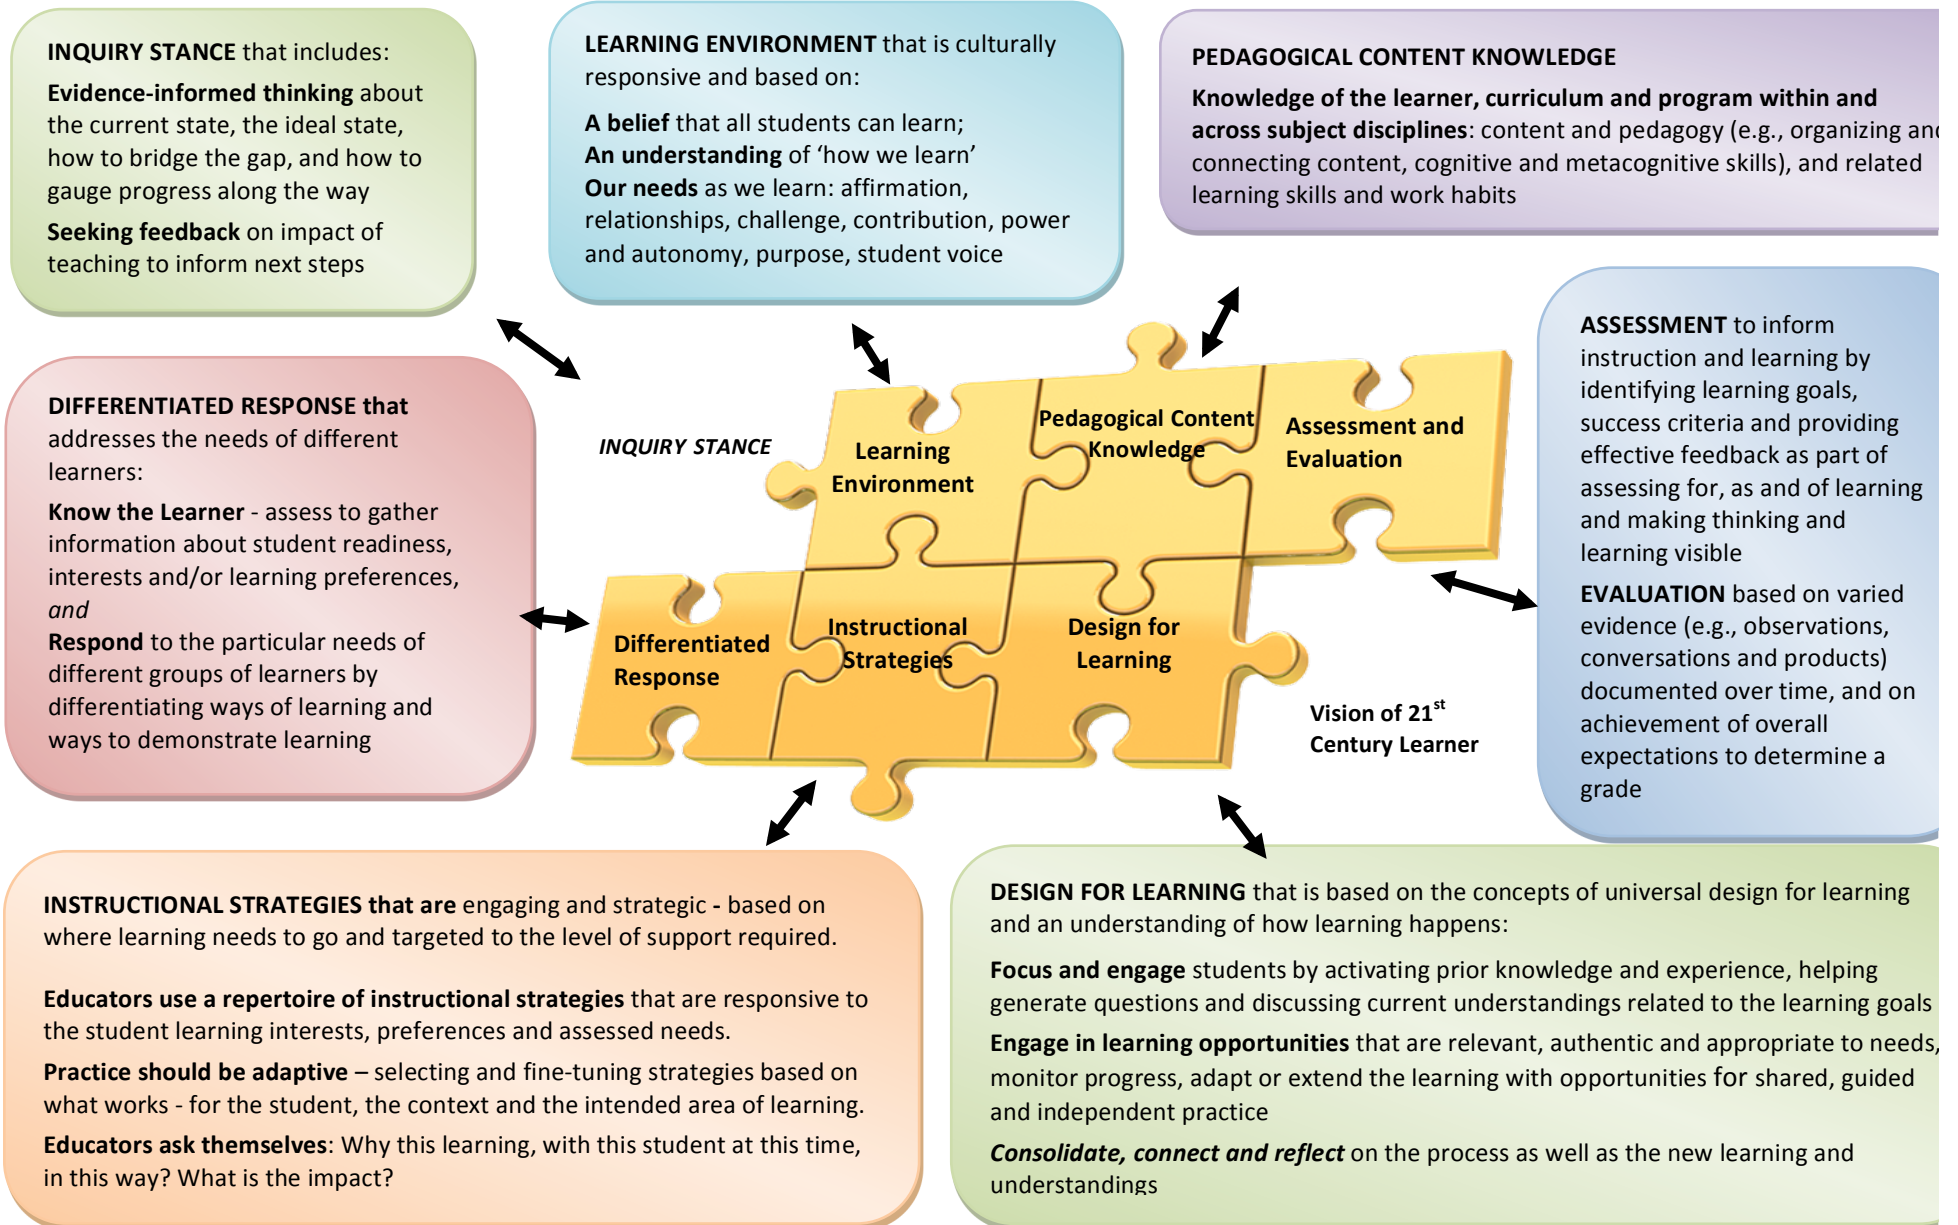 INQUIRY STANCE that includes:
Evidence-informed thinking about
the current state, the ideal state,
how to bridge the gap, and how to
gauge progress along the way
Seeking feedback on impact of
teaching to inform next steps
LEARNING ENVIRONMENT that is culturally
responsive and based on:
A belief that all students can learn;
An understanding of ‘how we learn’
Our needs as we learn: affirmation,
relationships, challenge, contribution, power
and autonomy, purpose, student voice
PEDAGOGICAL CONTENT KNOWLEDGE
Knowledge of the learner, curriculum and program within and
across subject disciplines: content and pedagogy (e.g., organizing and
connecting content, cognitive and metacognitive skills), and related
learning skills and work habits
DIFFERENTIATED RESPONSE that
addresses the needs of different
learners:
Know the Learner - assess to gather
information about student readiness,
interests and/or learning preferences,
and
Respond to the particular needs of
different groups of learners by
differentiating ways of learning and
ways to demonstrate learning
INQUIRY STANCE
Learning
Environment
Pedagogical Content
Knowledge
Assessment and
Evaluation
Differentiated
Response
Instructional
Strategies
Design for
Learning
Vision of 21st
Century Learner
ASSESSMENT to inform
instruction and learning by
identifying learning goals,
success criteria and providing
effective feedback as part of
assessing for, as and of learning
and making thinking and
learning visible
EVALUATION based on varied
evidence (e.g., observations,
conversations and products)
documented over time, and on
achievement of overall
expectations to determine a
grade
INSTRUCTIONAL STRATEGIES that are engaging and strategic - based on
where learning needs to go and targeted to the level of support required.
Educators use a repertoire of instructional strategies that are responsive to
the student learning interests, preferences and assessed needs.
Practice should be adaptive – selecting and fine-tuning strategies based on
what works - for the student, the context and the intended area of learning.
Educators ask themselves: Why this learning, with this student at this time,
in this way? What is the impact?
DESIGN FOR LEARNING that is based on the concepts of universal design for learning
and an understanding of how learning happens:
Focus and engage students by activating prior knowledge and experience, helping
generate questions and discussing current understandings related to the learning goals
Engage in learning opportunities that are relevant, authentic and appropriate to needs,
monitor progress, adapt or extend the learning with opportunities for shared, guided
and independent practice
Consolidate, connect and reflect on the process as well as the new learning and
understandings